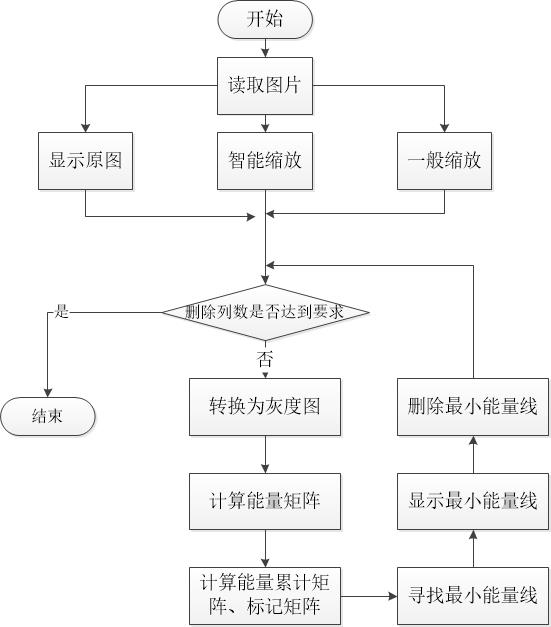 开始
读取图片
显示原图
智能缩放
一般缩放
删除列数是否达到要求
是
否
结束
转换为灰度图
删除最小能量线
计算能量矩阵
显示最小能量线
计算能量累计矩
阵、标记矩阵
寻找最小能量线